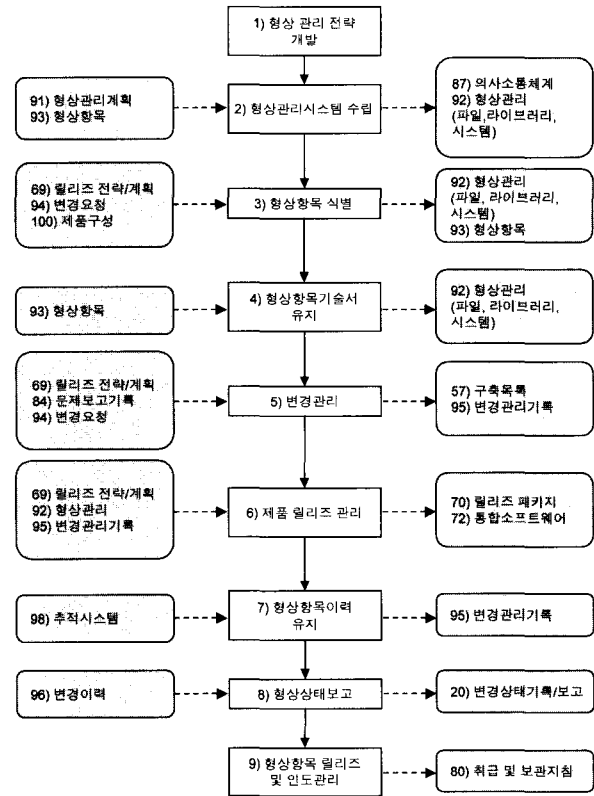 1) 형상 관리 전략
개발
91) 형상관리계획
93) 형상항목
2) 형상관리시스템 수립
87) 의사소통체계
92) 형상관리
(파일,라이브러리,
시스템)
69) 릴리즈 전략/계획
94) 변경요청
100) 제품구성
3) 형상항목 식별
92) 형상관리
(파일, 라이브러리,
시스템)
93) 형상항목
93) 형상항목
4) 형상항목기술서
유지
92) 형상관리
(파일, 라이브러리,
시스템)
69) 릴리즈 전략/계획
84) 문제보고기록
94) 변경요청
5) 변경관리
57) 구축목록
95) 변경관리기록
69) 릴리즈 전략/계획
92) 형상관리
95) 변경관리기록
6) 제품 릴리즈 관리
70) 릴리즈 패키지
72) 통합소프트웨어
98) 추적시스템
7) 형상항목이력
유지
95) 변경관리기록
96) 변경이력
8) 형상상태보고
20) 변경상태기록/보고
9) 형상항목 릴리즈
및 인도관리
80) 취급 및 보관지침